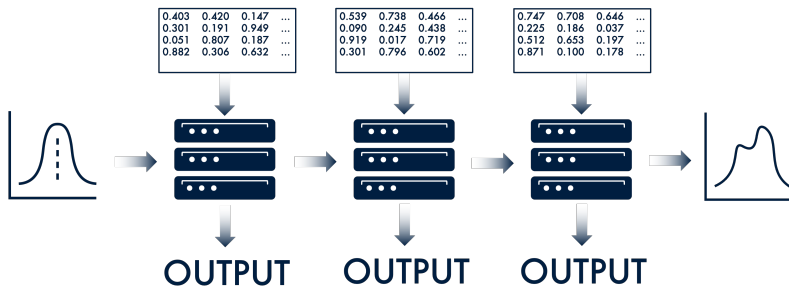 0.403 0.420 0.147 ...
0.301 0.191 0.949 ...
0.051 0.807 0.187 ...
0.882 0.306 0.632 ...
0.539 0.738 0.466 ...
0.090 0.245 0.438 ...
0.919 0.017 0.719 ...
0.301 0.796 0.602 ...
0.747 0.708 0.646 ...
0.225 0.186 0.037 ...
0.512 0.653 0.197 ...
0.871 0.100 0.178 ...
OUTPUT
OUTPUT
OUTPUT